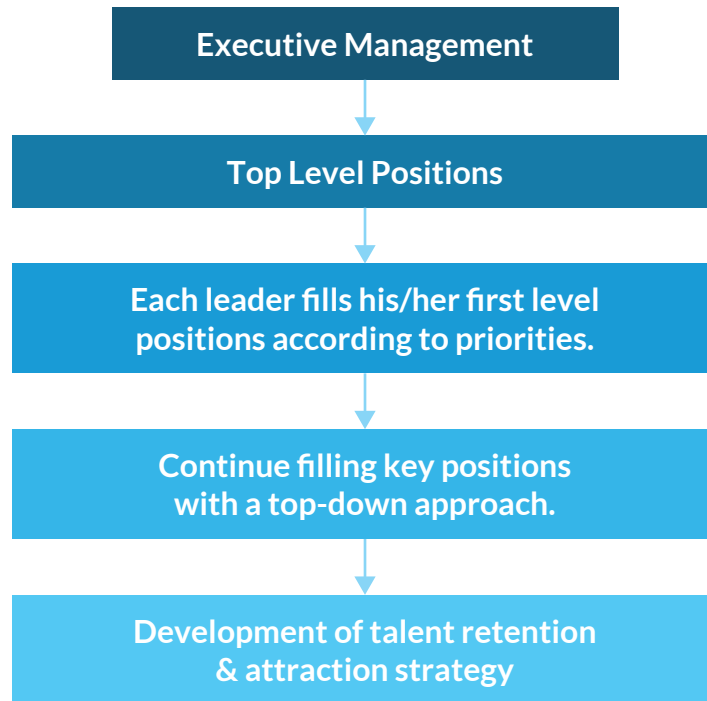 Executive Management
Top Level Positions
Each leader fills his/her first level
positions according to priorities.
Continue filling key positions
with a top-down approach.
Development of talent retention
& attraction strategy